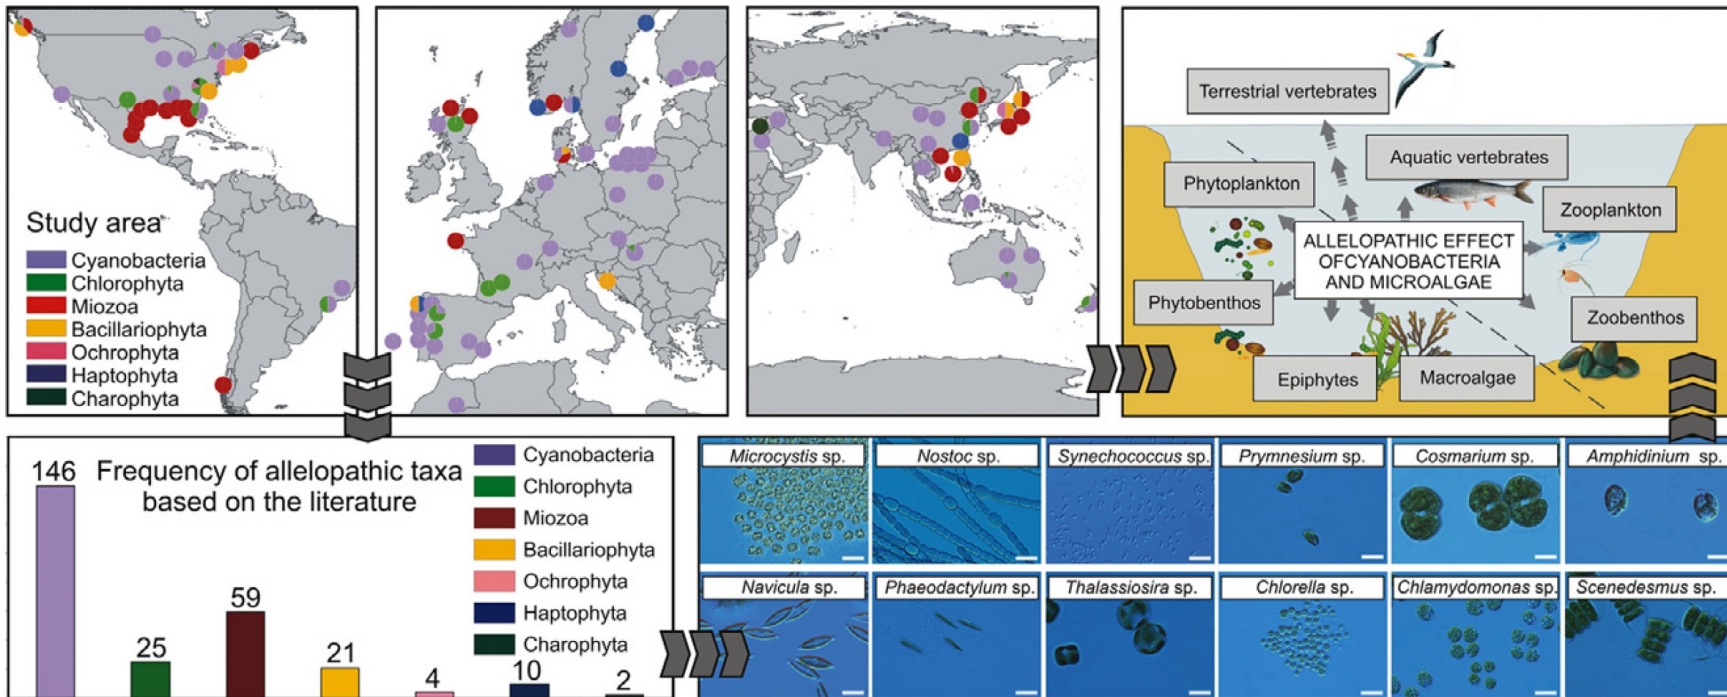 Study area
Cyanobacteria
Chlorophyta
Miozoa
Bacillariophyta
Ochrophyta
Haptophyta
Charophyta
Terrestrial vertebrates
Aquatic vertebrates
Phytoplankton
Zooplankton
ALLELOPATHIC EFFECT
OFCYANOBACTERIA
AND MICROALGAE
Phytobenthos
Zoobenthos
Epiphytes
Macroalgae
Frequency of allelopathic taxa
based on the literature
146
25
59
21
4
10
2
Cyanobacteria
Chlorophyta
Miozoa
Bacillariophyta
Ochrophyta
Haptophyta
Charophyta
Microcystis sp.
Nostoc sp.
Synechococcus sp.
Prymnesium sp.
Cosmarium sp.
Amphidinium sp.
Navicula sp.
Phaeodactylum sp.
Thalassiosira sp.
Chlorella sp.
Chlamydomonas sp.
Scenedesmus sp.